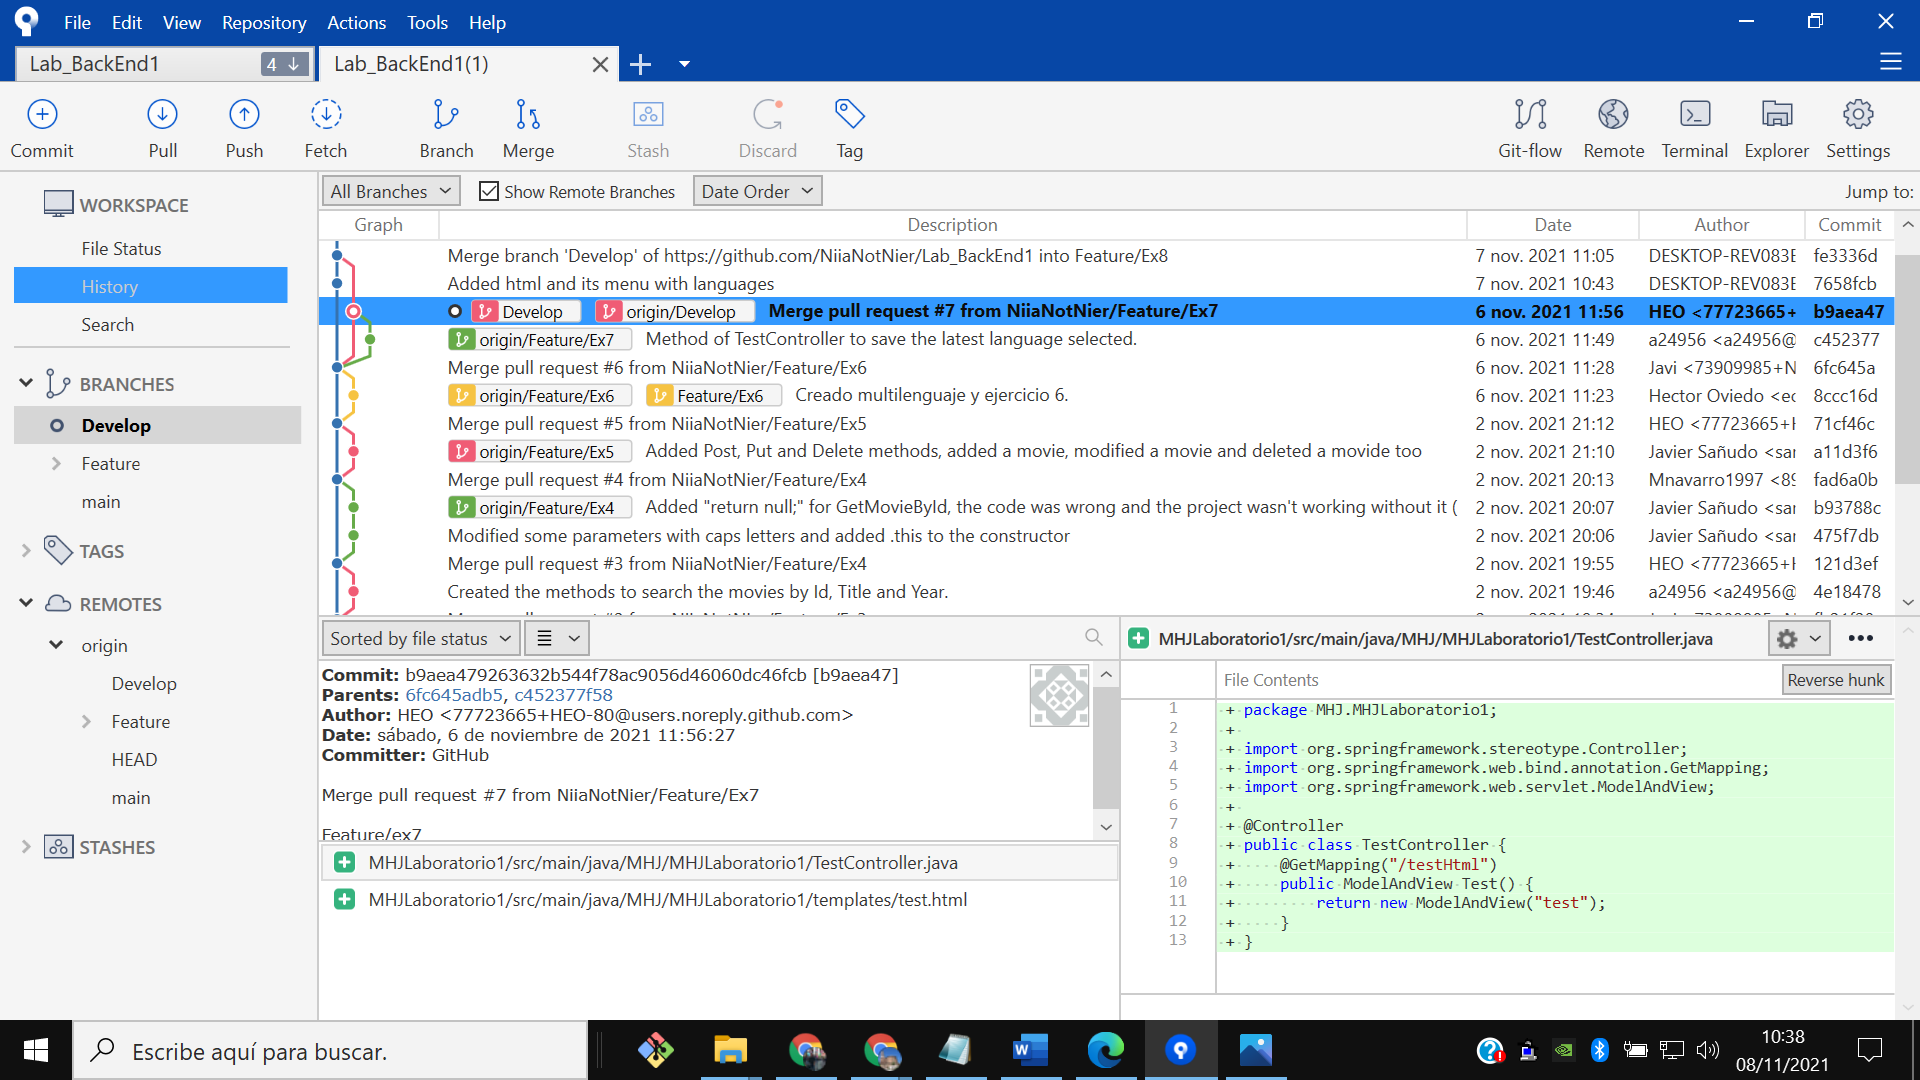 File Edit View Repository Actions Tools Help
Lab_BackEnd1 4 Lab_BackEnd1(1)
Commit Pull Push Fetch Branch Merge Stash Discard Tag Git-flow Remote Terminal Explorer Settings
All Branches Show Remote Branches Date Order Jump to:
Graph Description Date Author Commit
Merge branch 'Develop' of https://github.com/NiiaNotNier/Lab_BackEnd1 into Feature/Ex8 7 nov. 2021 11:05 DESKTOP-REV083E fe3336d
Added html and its menu with languages 7 nov. 2021 10:43 DESKTOP-REV083E 7658fcb
Develop origin/Develop Merge pull request #7 from NiiaNotNier/Feature/Ex7 6 nov. 2021 11:56 HEO <77723665+ b9aea47
origin/Feature/Ex7 Method of TestController to save the latest language selected. 6 nov. 2021 11:49 a24956 <a24956@ c452377
Merge pull request #6 from NiiaNotNier/Feature/Ex6 6 nov. 2021 11:28 Javi <73909985+N 6fc645a
origin/Feature/Ex6 Feature/Ex6 Creado multilenguaje y ejercicio 6. 6 nov. 2021 11:23 Hector Oviedo <ec 8ccc16d
Merge pull request #5 from NiiaNotNier/Feature/Ex5 2 nov. 2021 21:12 HEO <77723665+H 71cf46c
origin/Feature/Ex5 Added Post, Put and Delete methods, added a movie, modified a movie and deleted a movide too 2 nov. 2021 21:10 Javier Sañudo <sar a11d3f6
Merge pull request #4 from NiiaNotNier/Feature/Ex4 2 nov. 2021 20:13 Mnavarro1997 <89 fad6a0b
origin/Feature/Ex4 Added "return null;" for GetMovieById, the code was wrong and the project wasn't working without it ( 2 nov. 2021 20:07 Javier Sañudo <sar b93788c
Modified some parameters with caps letters and added .this to the constructor 2 nov. 2021 20:06 Javier Sañudo <sar 475f7db
Merge pull request #3 from NiiaNotNier/Feature/Ex4 2 nov. 2021 19:55 HEO <77723665+H 121d3ef
Created the methods to search the movies by Id, Title and Year. 2 nov. 2021 19:46 a24956 <a24956@ 4e18478
WORKSPACE
File Status
History
Search
BRANCHES
Develop
Feature
main
TAGS
REMOTES
origin
Develop
Feature
HEAD
main
STASHES
Sorted by file status
Commit: b9aea479263632b544f78ac9056d46060dc46fcb [b9aea47]
Parents: 6fc645adb5, c452377f58
Author: HEO <77723665+HEO-80@users.noreply.github.com>
Date: sábado, 6 de noviembre de 2021 11:56:27
Committer: GitHub
Merge pull request #7 from NiiaNotNier/Feature/Ex7
Feature/ex7
MHJLaboratorio1/src/main/java/MHJ/MHJLaboratorio1/TestController.java
MHJLaboratorio1/src/main/java/MHJ/MHJLaboratorio1/templates/test.html
MHJLaboratorio1/src/main/java/MHJ/MHJLaboratorio1/TestController.java
File Contents Reverse hunk
1 + package MHJ.MHJLaboratorio1;
2 +
3 + import org.springframework.stereotype.Controller;
4 + import org.springframework.web.bind.annotation.GetMapping;
5 + import org.springframework.web.servlet.ModelAndView;
6 +
7 + @Controller
8 + public class TestController {
9 + @GetMapping("/testHtml")
10 + public ModelAndView Test() {
11 + return new ModelAndView("test");
12 + }
13 + }
Escribe aquí para buscar.
10:38
08/11/2021